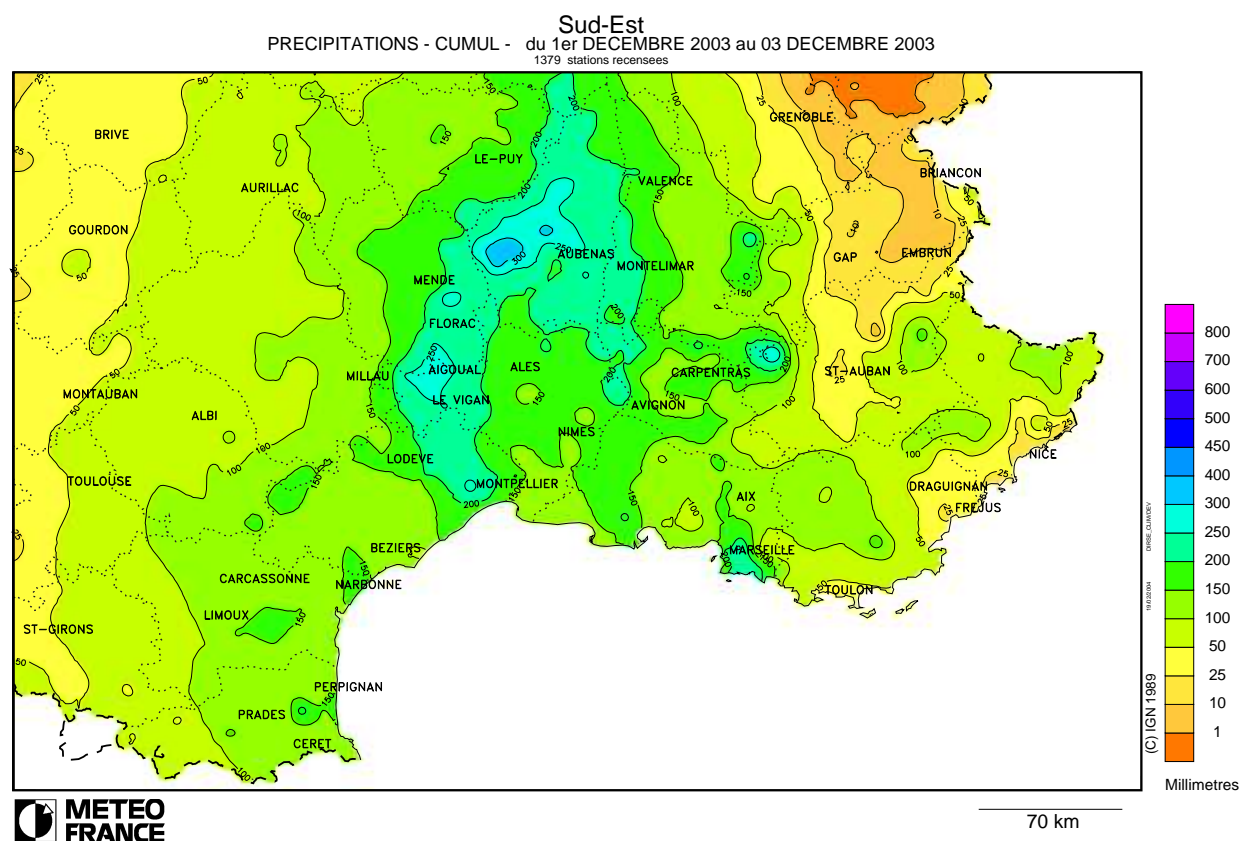 Sud-Est
PRECIPITATIONS - CUMUL - du 1er DECEMBRE 2003 au 03 DECEMBRE 2003
1379 stations recensees
BRIVE
GRENOBLE
LE-PUY
BRIANCON
AURILLAC
VALENCE
GOURDON
AUBENAS
GAP
EMBRUN
MONTELIMAR
MENDE
FLORAC
AIGOUAL
ALES
MILLAU
CARPENTRAS
ST-AUBAN
MONTAUBAN
LE VIGAN
AVIGNON
ALBI
NIMES
LODEVE
NICE
TOULOUSE
MONTPELLIER
DRAGUIGNAN
AIX
FREJUS
BEZIERS
MARSEILLE
CARCASSONNE
NARBONNE
TOULON
LIMOUX
ST-GIRONS
PERPIGNAN
PRADES
CERET
800
700
600
500
450
400
300
250
200
150
100
50
25
10
1
Millimetres
(C) IGN 1989
METEO
FRANCE
70 km